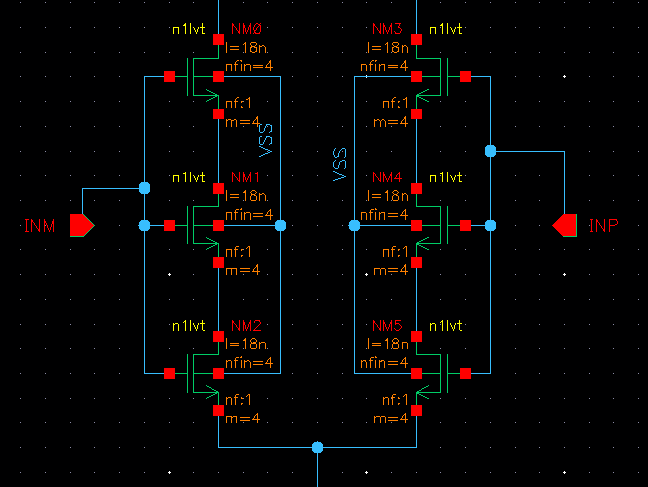 n1lvt NM0
l=18n
nfin=4
nf:1
m=4
VSS
n1lvt NM1
l=18n
nfin=4
nf:1
m=4
INM
n1lvt NM2
l=18n
nfin=4
nf:1
m=4
NM3 n1lvt
l=18n
nfin=4
nf:1
m=4
VSS
NM4 n1lvt
l=18n
nfin=4
nf:1
m=4
INP
NM5 n1lvt
l=18n
nfin=4
nf:1
m=4